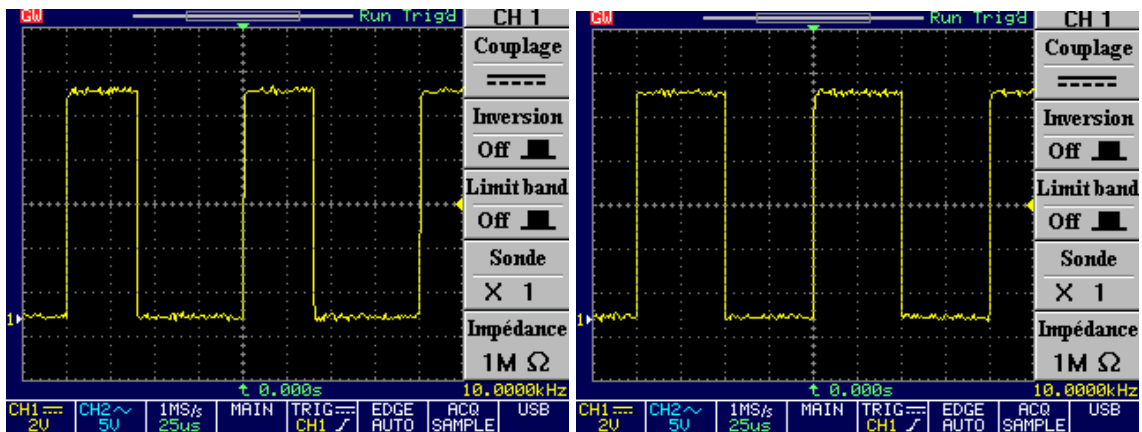 GW Run Trig'd CH 1
Couplage
Inversion
Off
Limit band
Off
Sonde
X 1
Impédance
1M Ω
1
0.000s 10.0000kHz
CH1 CH2 1MS/s MAIN TRIG EDGE ACQ USB
2V 5V 25us CH1 AUTO SAMPLE
GW Run Trig'd CH 1
Couplage
Inversion
Off
Limit band
Off
Sonde
X 1
Impédance
1M Ω
1
0.000s 10.0000kHz
CH1 CH2 1MS/s MAIN TRIG EDGE ACQ USB
2V 5V 25us CH1 AUTO SAMPLE